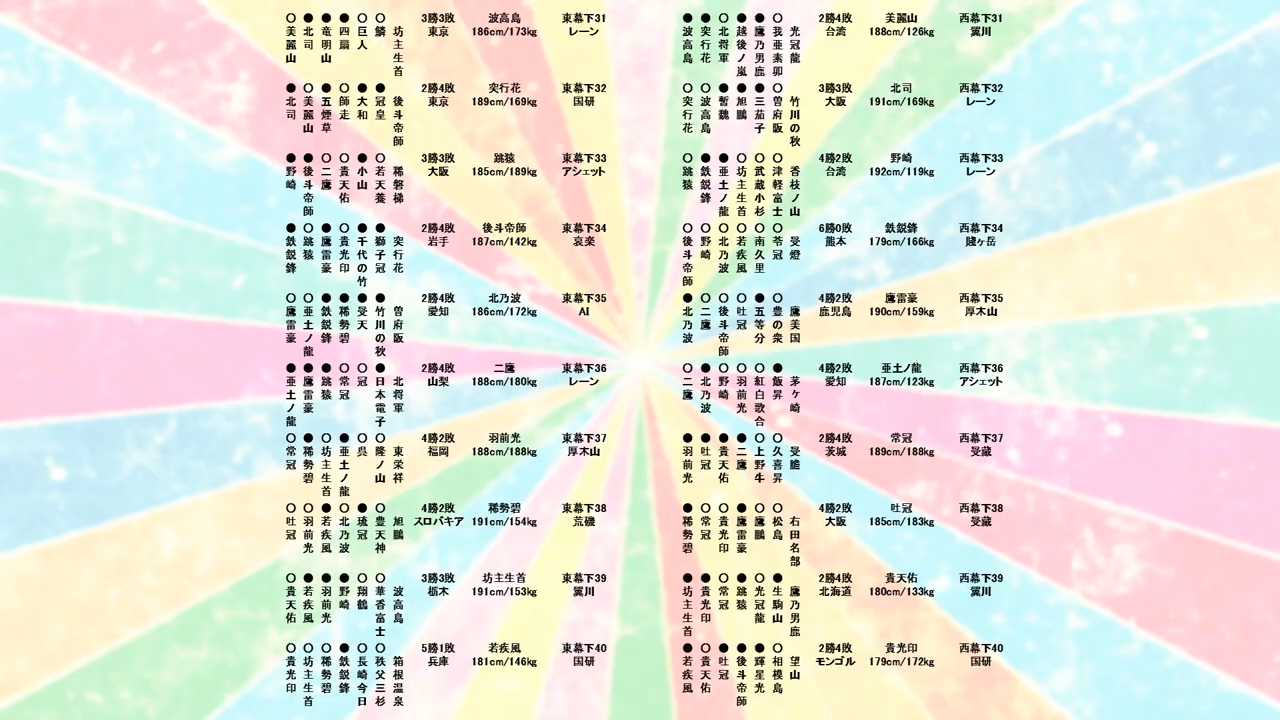 ○美麗山 ●北司 ●竜明山 ●四扇 ○巨人 ○鱗 坊主生首
3勝3敗 波高島 東幕下31
東京 186cm/173kg レーン
●波高島 ●突行花 ○北将軍 ●越後ノ嵐 ●鷹乃男鹿 ○我亜素卯 光冠龍
2勝4敗 美麗山 西幕下31
台湾 188cm/126kg 翼川
●北司 ○美麗山 ●五煙草 ○師走 ●大和 ●冠皇 後斗帝師
2勝4敗 突行花 東幕下32
東京 189cm/169kg 国研
○突行花 ○波高島 ●暫魏 ●旭鵬 ●三茄子 ○曽府阪 竹川の秋
3勝3敗 北司 西幕下32
大阪 191cm/169kg レーン
●野崎 ●後斗帝師 ○二鷹 ○貴天佑 ●小山 ○若天養 稀磐梯
3勝3敗 跳猿 東幕下33
大阪 185cm/189kg アシェット
○跳猿 ●鉄鋭鋒 ●亜土ノ龍 ○坊主生首 ○武蔵小杉 ○津軽富士 香枝ノ山
4勝2敗 野崎 西幕下33
台湾 192cm/119kg レーン
●鉄鋭鋒 ○跳猿 ●鷹雷豪 ○貴光印 ●千代の竹 ●獅子冠 突行花
2勝4敗 後斗帝師 東幕下34
岩手 187cm/142kg 哀楽
○後斗帝師 ○野崎 ○北乃波 ○若疾風 ○南久里 ○苓冠 受燈
6勝0敗 鉄鋭鋒 西幕下34
熊本 179cm/166kg 賤ヶ岳
○鷹雷豪 ○亜土ノ龍 ●鉄鋭鋒 ●稀勢碧 ●受天 ●竹川の秋 曽府阪
2勝4敗 北乃波 東幕下35
愛知 186cm/172kg AI
●北乃波 ○二鷹 ○後斗帝師 ○吐冠 ●五等分 ○豊の衆 鷹美国
4勝2敗 鷹雷豪 西幕下35
鹿児島 190cm/159kg 厚木山
●亜土ノ龍 ●鷹雷豪 ●跳猿 ○常冠 ○冠 ●日本電子 北将軍
2勝4敗 二鷹 東幕下36
山梨 188cm/180kg レーン
○二鷹 ●北乃波 ○野崎 ○羽前光 ○紅白歌合 ●飯昇 茅ケ崎
4勝2敗 亜土ノ龍 西幕下36
愛知 187cm/123kg アシェット
○常冠 ●稀勢碧 ○坊主生首 ●亜土ノ龍 ○呉 ○隆ノ山 東栄祥
4勝2敗 羽前光 東幕下37
福岡 188cm/188kg 厚木山
●羽前光 ●吐冠 ●貴天佑 ●二鷹 ○上野牛 ○久喜昇 受膽
2勝4敗 常冠 西幕下37
茨城 189cm/188kg 受蔵
○吐冠 ○羽前光 ●若疾風 ○北乃波 ●琉冠 ○豊天神 旭鵬
4勝2敗 稀勢碧 東幕下38
スロバキア 191cm/154kg 荒磯
●稀勢碧 ○常冠 ○貴光印 ●鷹雷豪 ○鷹鵬 ○松島 右田名部
4勝2敗 吐冠 西幕下38
大阪 185cm/183kg 受蔵
○貴天佑 ●若疾風 ●羽前光 ●野崎 ○翔鶴 ○華香富士 波高島
3勝3敗 坊主生首 東幕下39
栃木 191cm/153kg 翼川
●坊主生首 ●貴光印 ○常冠 ●跳猿 ○光冠龍 ●生駒山 鷹乃男鹿
2勝4敗 貴天佑 西幕下39
北海道 180cm/133kg 翼川
○貴光印 ○坊主生首 ○稀勢碧 ●鉄鋭鋒 ○長崎今日 ○秩父三杉 箱根温泉
5勝1敗 若疾風 東幕下40
兵庫 181cm/146kg 国研
●若疾風 ○貴天佑 ●吐冠 ●後斗帝師 ●輝星光 ○相模島 望山
2勝4敗 貴光印 西幕下40
モンゴル 179cm/172kg 国研